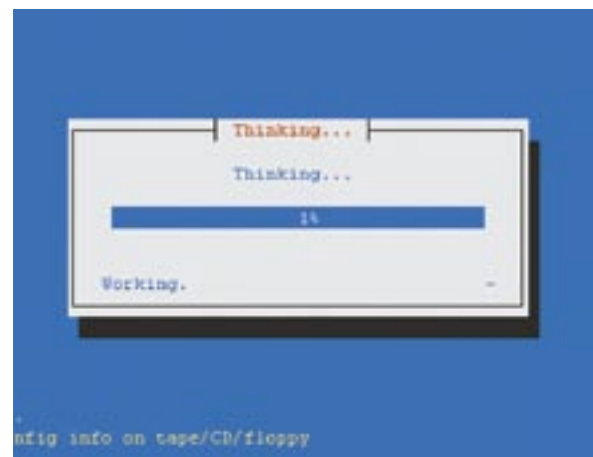 Thinking...
Thinking...
1%
Working. -
.
nfig info on tape/CD/floppy